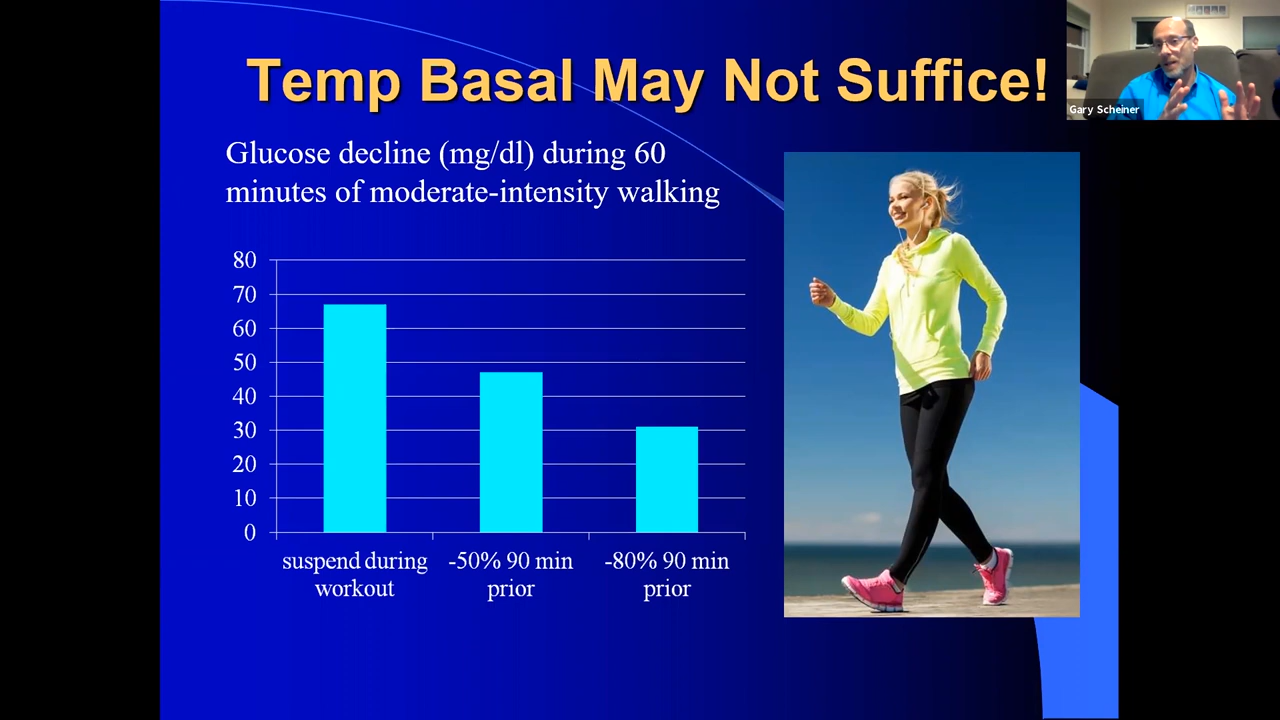 Temp Basal May Not Suffice!
Gary Scheiner
Glucose decline (mg/dl) during 60
minutes of moderate-intensity walking
80
70
60
50
40
30
20
10
0
suspend during
workout
-50% 90 min
prior
-80% 90 min
prior